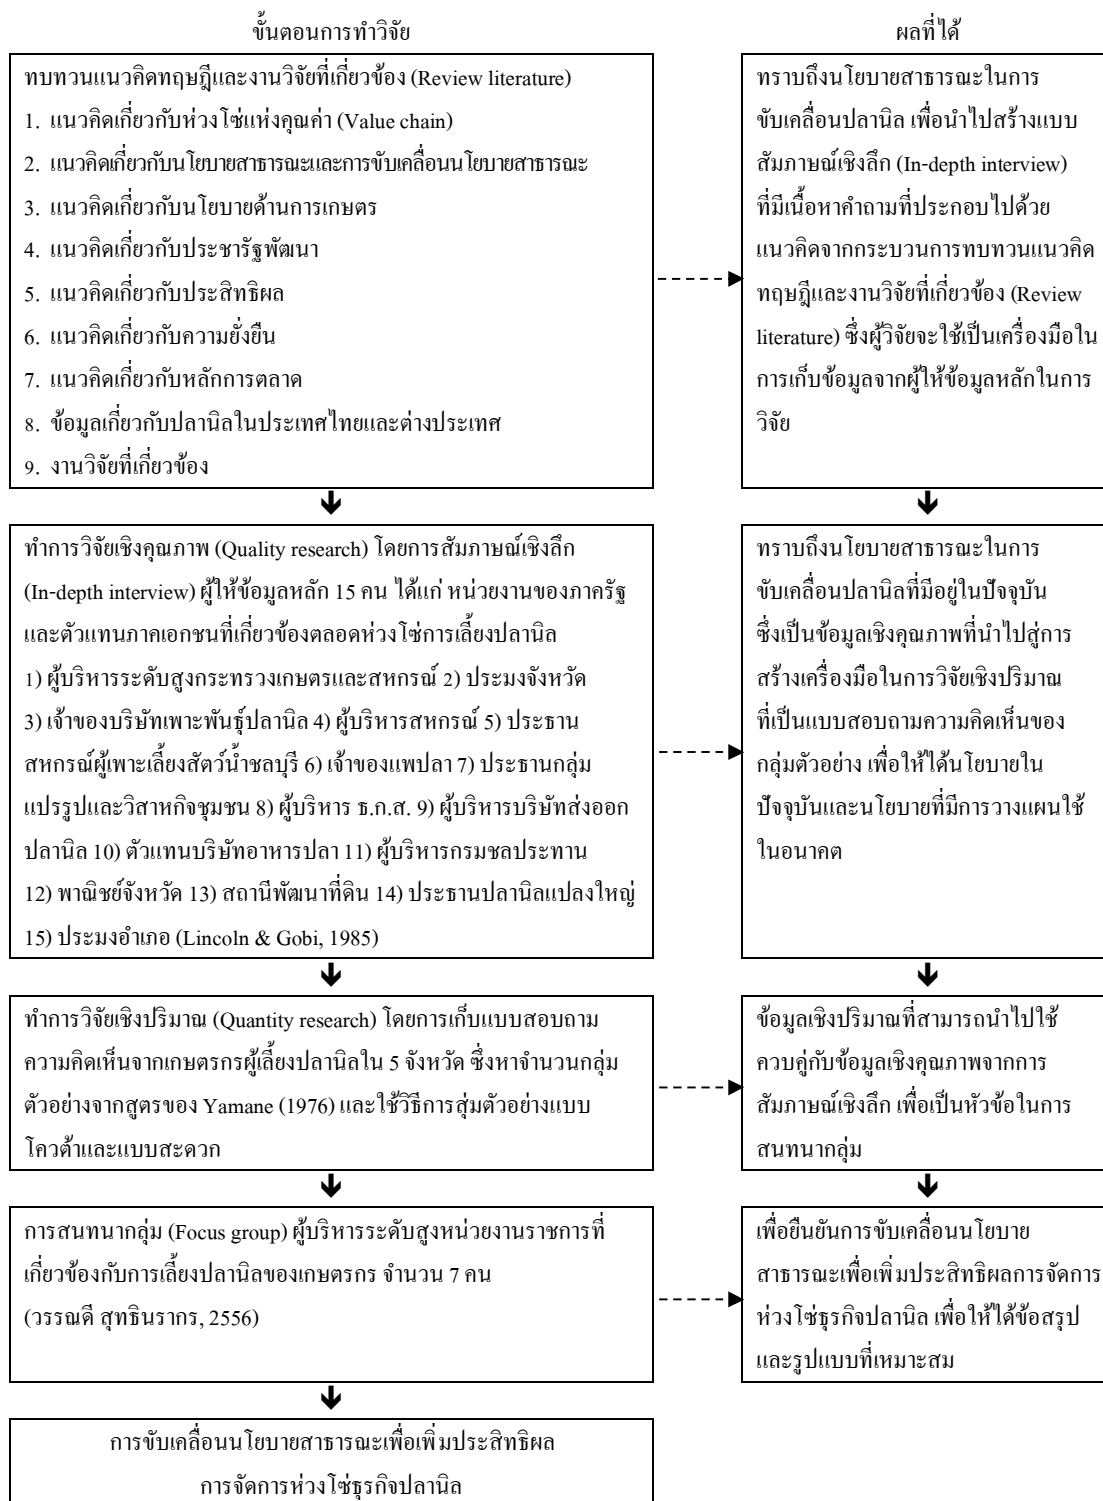 ขั้นตอนการทำวิจัย
ทบทวนแนวคิดทฤษฎีและงานวิจัยที่เกี่ยวข้อง (Review literature)
1. แนวคิดเกี่ยวกับห่วงโซ่แห่งคุณค่า (Value chain)
2. แนวคิดเกี่ยวกับนโยบายสาธารณะและการขับเคลื่อนนโยบายสาธารณะ
3. แนวคิดเกี่ยวกับนโยบายด้านการเกษตร
4. แนวคิดเกี่ยวกับประชารัฐพัฒนา
5. แนวคิดเกี่ยวกับประสิทธิผล
6. แนวคิดเกี่ยวกับความยั่งยืน
7. แนวคิดเกี่ยวกับหลักการตลาด
8. ข้อมูลเกี่ยวกับปลานิลในประเทศไทยและต่างประเทศ
9. งานวิจัยที่เกี่ยวข้อง
ผลที่ได้
ทราบถึงนโยบายสาธารณะในการ
ขับเคลื่อนปลานิล เพื่อนำไปสร้างแบบ
สัมภาษณ์เชิงลึก (In-depth interview)
ที่มีเนื้อหาคำถามที่ประกอบไปด้วย
แนวคิดจากกระบวนการทบทวนแนวคิด
ทฤษฎีและงานวิจัยที่เกี่ยวข้อง (Review
literature) ซึ่งผู้วิจัยจะใช้เป็นเครื่องมือใน
การเก็บข้อมูลจากผู้ให้ข้อมูลหลักในการ
วิจัย
ทำการวิจัยเชิงคุณภาพ (Quality research) โดยการสัมภาษณ์เชิงลึก
(In-depth interview) ผู้ให้ข้อมูลหลัก 15 คน ได้แก่ หน่วยงานของภาครัฐ
และตัวแทนภาคเอกชนที่เกี่ยวข้องตลอดห่วงโซ่การเลี้ยงปลานิล
1) ผู้บริหารระดับสูงกระทรวงเกษตรและสหกรณ์ 2) ประมงจังหวัด
3) เจ้าของบริษัทเพาะพันธุ์ปลานิล 4) ผู้บริหารสหกรณ์ 5) ประธาน
สหกรณ์ผู้เพาะเลี้ยงสัตว์น้ำชลบุรี 6) เจ้าของแพปลา 7) ประธานกลุ่ม
แปรรูปและวิสาหกิจชุมชน 8) ผู้บริหาร ธ.ก.ส. 9) ผู้บริหารบริษัทส่งออก
ปลานิล 10) ตัวแทนบริษัทอาหารปลา 11) ผู้บริหารกรมชลประทาน
12) พาณิชย์จังหวัด 13) สถานีพัฒนาที่ดิน 14) ประธานปลานิลแปลงใหญ่
15) ประมงอำเภอ (Lincoln & Gobi, 1985)
ทราบถึงนโยบายสาธารณะในการ
ขับเคลื่อนปลานิลที่มีอยู่ในปัจจุบัน
ซึ่งเป็นข้อมูลเชิงคุณภาพที่นำไปสู่การ
สร้างเครื่องมือในการวิจัยเชิงปริมาณ
ที่เป็นแบบสอบถามความคิดเห็นของ
กลุ่มตัวอย่าง เพื่อให้ได้นโยบายใน
ปัจจุบันและนโยบายที่มีการวางแผนใช้
ในอนาคต
ทำการวิจัยเชิงปริมาณ (Quantity research) โดยการเก็บแบบสอบถาม
ความคิดเห็นจากเกษตรกรผู้เลี้ยงปลานิลใน 5 จังหวัด ซึ่งหาจำนวนกลุ่ม
ตัวอย่างจากสูตรของ Yamane (1976) และใช้วิธีการสุ่มตัวอย่างแบบ
โควต้าและแบบสะดวก
ข้อมูลเชิงปริมาณที่สามารถนำไปใช้
ควบคู่กับข้อมูลเชิงคุณภาพจากการ
สัมภาษณ์เชิงลึก เพื่อเป็นหัวข้อในการ
สนทนากลุ่ม
การสนทนากลุ่ม (Focus group) ผู้บริหารระดับสูงหน่วยงานราชการที่
เกี่ยวข้องกับการเลี้ยงปลานิลของเกษตรกร จำนวน 7 คน
(วรรณดี สุทธินรากร, 2556)
เพื่อยืนยันการขับเคลื่อนนโยบาย
สาธารณะเพื่อเพิ่มประสิทธิผลการจัดการ
ห่วงโซ่ธุรกิจปลานิล เพื่อให้ได้ข้อสรุป
และรูปแบบที่เหมาะสม
การขับเคลื่อนนโยบายสาธารณะเพื่อเพิ่มประสิทธิผล
การจัดการห่วงโซ่ธุรกิจปลานิล